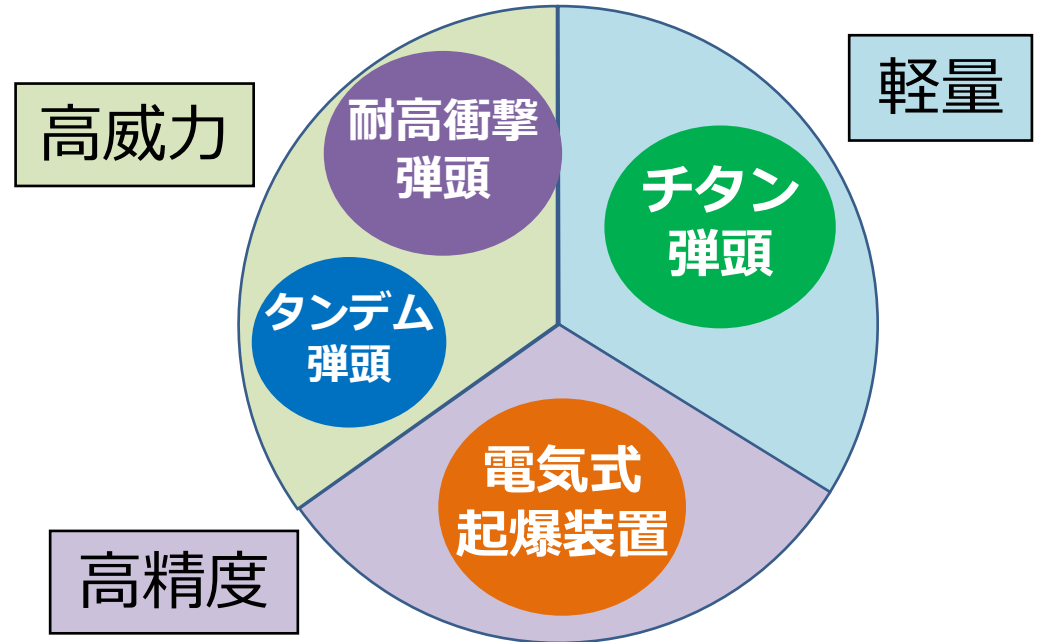 高威力
耐高衝撃
弾頭
タンデム
弾頭
軽量
チタン
弾頭
高精度
電気式
起爆装置